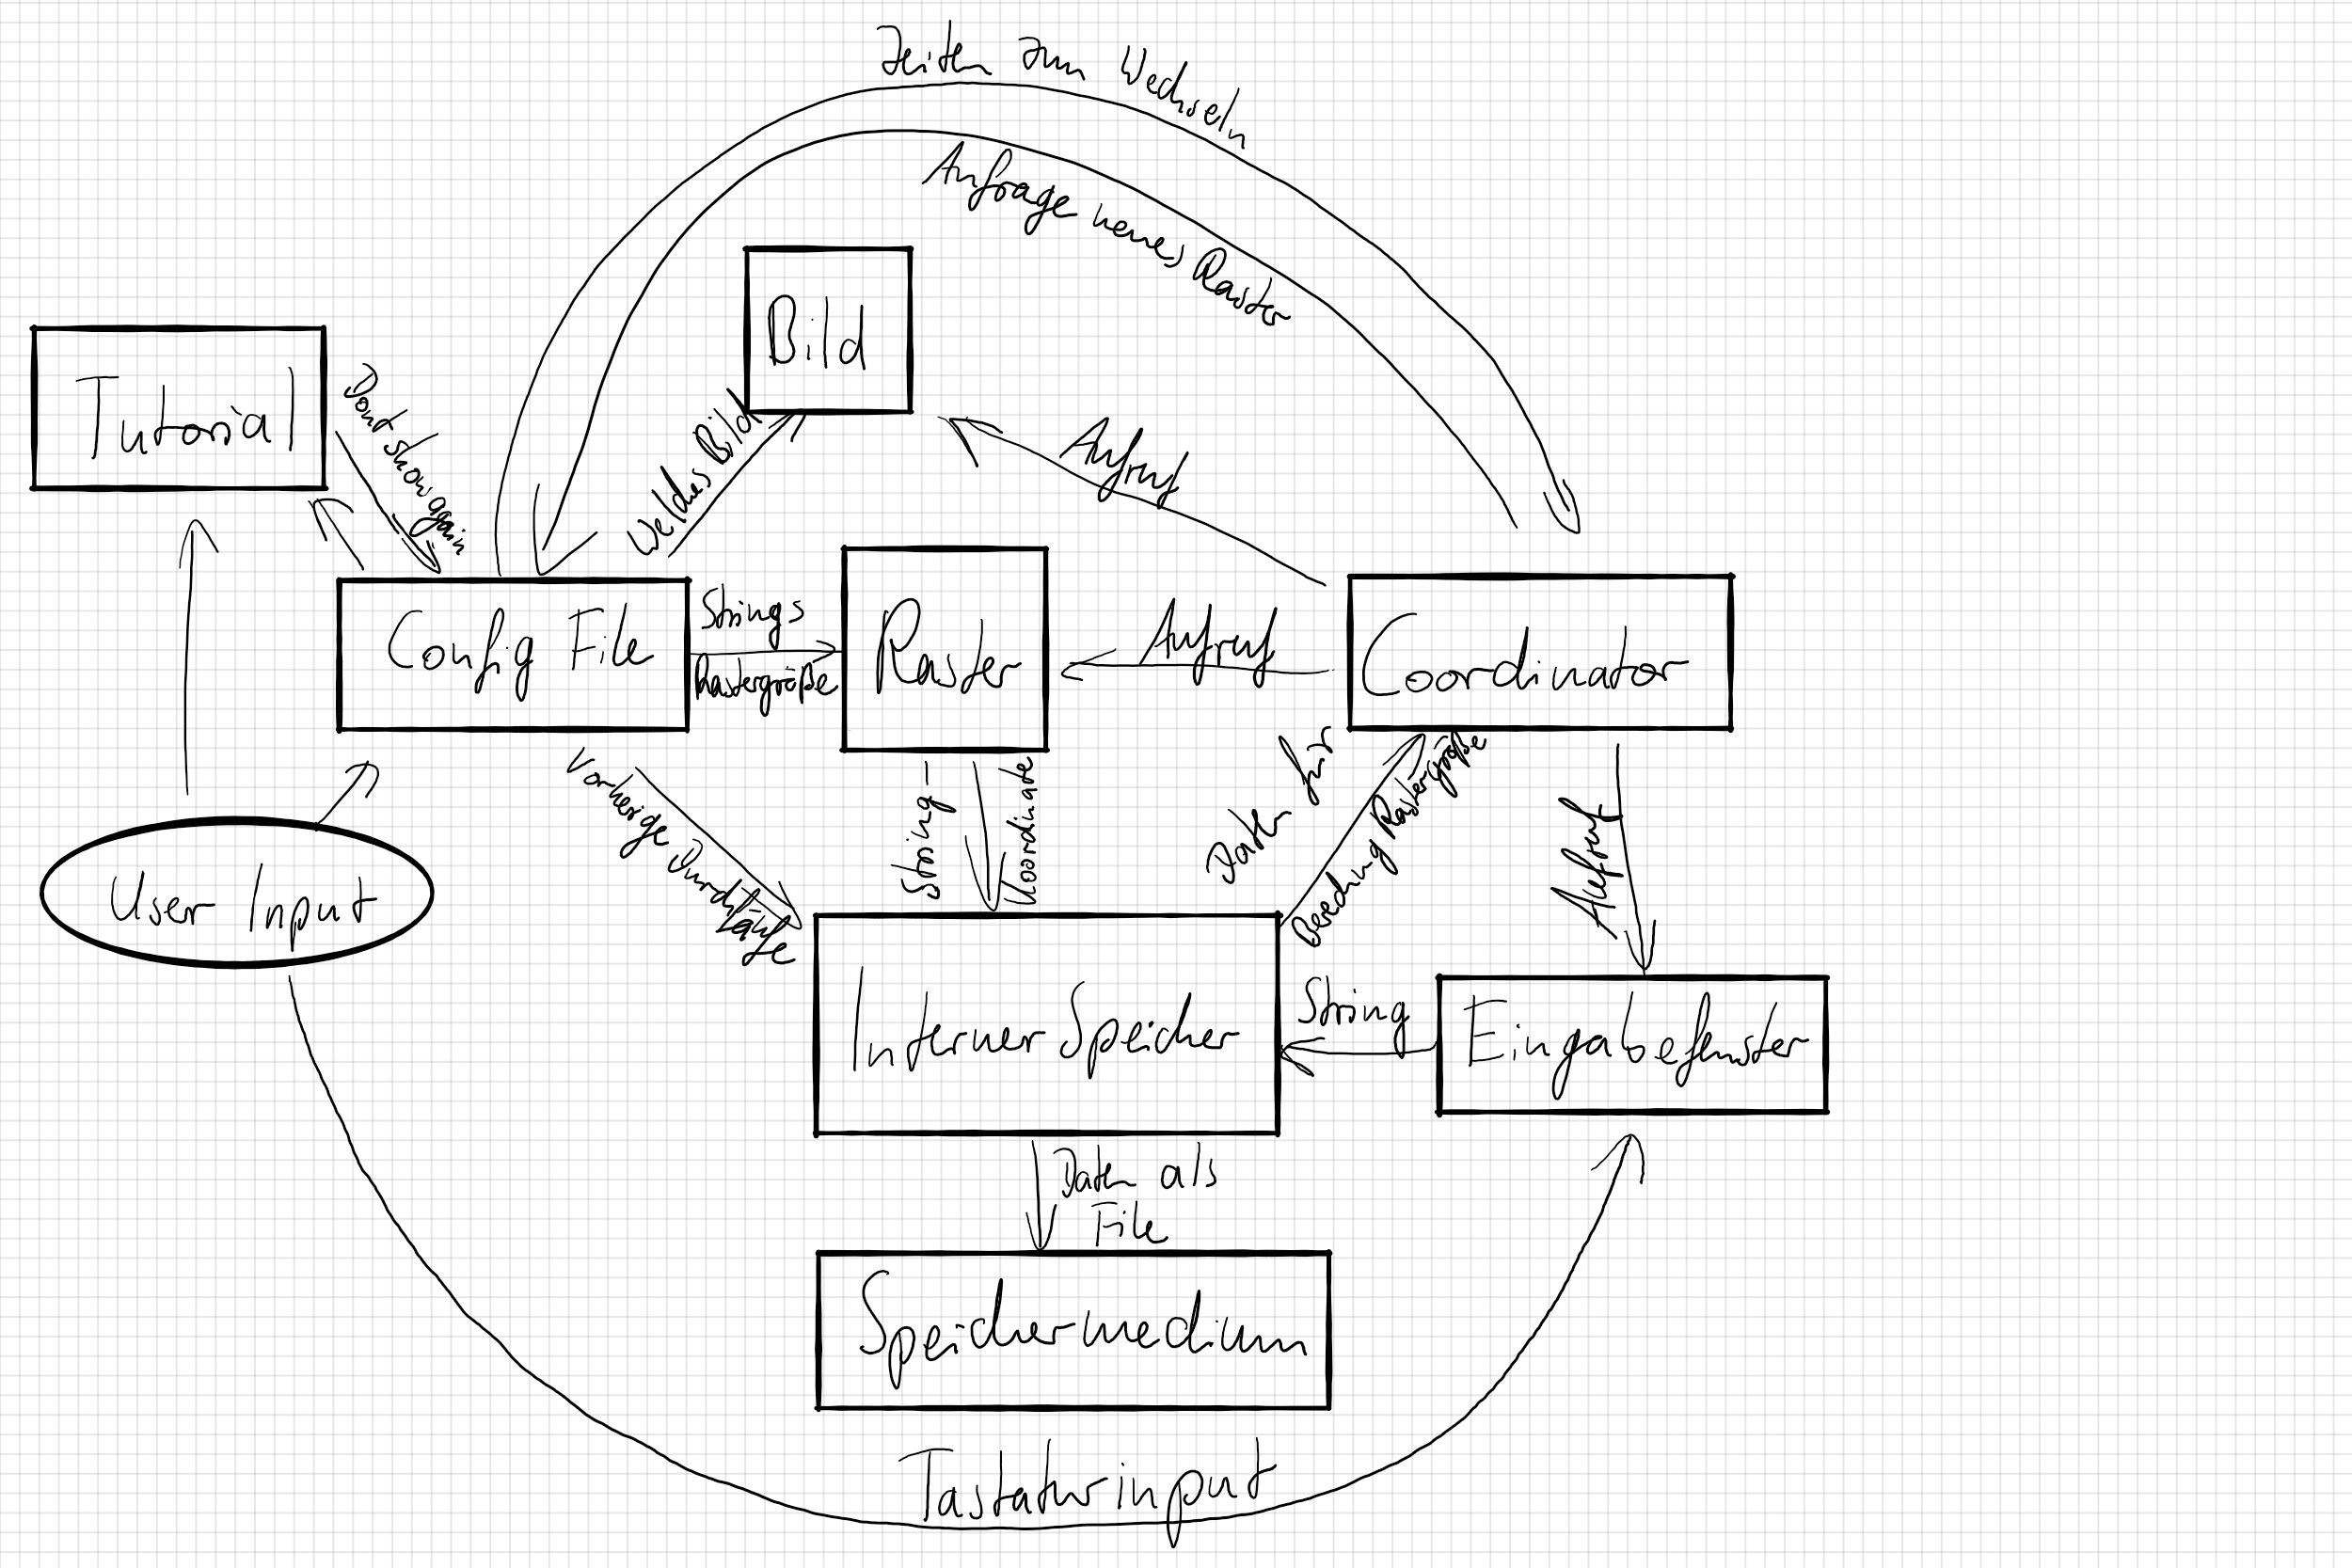 Zeiten zum Wechseln
Anfrage neues Raster
Bild
Tutorial
Dont show again
Welches Bild
Aufruf
Config File
Strings
Rastergröße
Raster
Aufruf
Coordinator
Vorherige Durch-
läufe
String-
Koordinate
Daten für
Berechnung Rastergröße
Aufruf
User Input
Interner Speicher
String
Eingabefenster
Daten als
File
Speichermedium
Tastaturinput